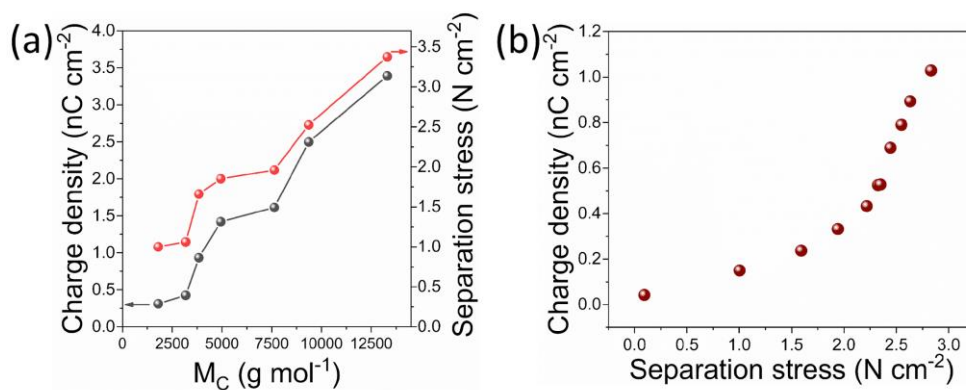 (a)
Charge density (nC cm⁻²)
4.0
3.5
3.0
2.5
2.0
1.5
1.0
0.5
0.0
0 2500 5000 7500 10000 12500
M_C (g mol⁻¹)
3.5
3.0
2.5
2.0
1.5
1.0
0.5
0.0
Separation stress (N cm⁻²)
(b)
Charge density (nC cm⁻²)
1.2
1.0
0.8
0.6
0.4
0.2
0.0
0.0 0.5 1.0 1.5 2.0 2.5 3.0
Separation stress (N cm⁻²)